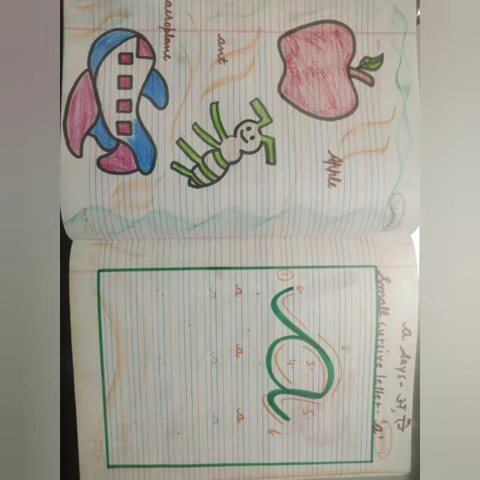 Apple
ant
aeroplane
a says-
Small cursive letter- a
a
a a a